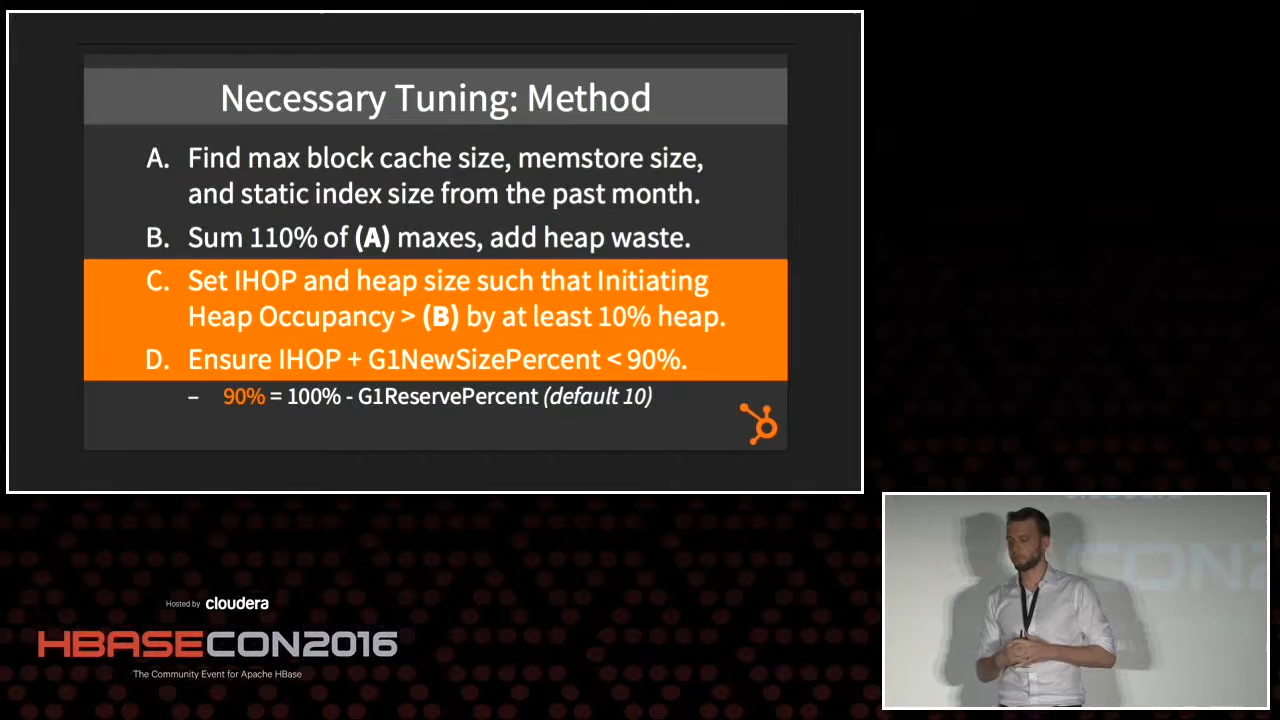 Necessary Tuning: Method
A. Find max block cache size, memstore size,
and static index size from the past month.
B. Sum 110% of (A) maxes, add heap waste.
C. Set IHOP and heap size such that Initiating
Heap Occupancy > (B) by at least 10% heap.
D. Ensure IHOP + G1NewSizePercent < 90%.
– 90% = 100% - G1ReservePercent (default 10)
Hosted by cloudera
HBASECON2016
The Community Event for Apache HBase
CON2